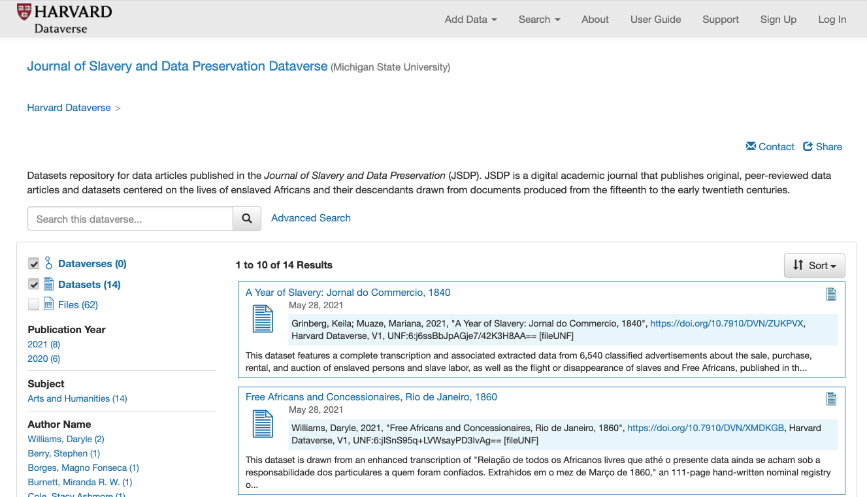 HARVARD
Dataverse
Add Data
Search
About
User Guide
Support
Sign Up
Log In
Journal of Slavery and Data Preservation Dataverse (Michigan State University)
Harvard Dataverse >
Contact
Share
Datasets repository for data articles published in the Journal of Slavery and Data Preservation (JSDP). JSDP is a digital academic journal that publishes original, peer-reviewed data
articles and datasets centered on the lives of enslaved Africans and their descendants drawn from documents produced from the fifteenth to the early twentieth centuries.
Search this dataverse...
Advanced Search
Dataverses (0)
Datasets (14)
Files (62)
Publication Year
2021 (8)
2020 (6)
Subject
Arts and Humanities (14)
Author Name
Williams, Daryle (2)
Berry, Stephen (1)
Borges, Magno Fonseca (1)
Burnett, Miranda R. W. (1)
Cole, Stacy Ashmore (1)
1 to 10 of 14 Results
Sort
A Year of Slavery: Jornal do Commercio, 1840
May 28, 2021
Grinberg, Keila; Muaze, Mariana, 2021, "A Year of Slavery: Jornal do Commercio, 1840", https://doi.org/10.7910/DVN/ZUKPVX,
Harvard Dataverse, V1, UNF:6:j6ssBbJpAGje7/42K3H8AA== [fileUNF]
This dataset features a complete transcription and associated extracted data from 6,540 classified advertisements about the sale, purchase,
rental, and auction of enslaved persons and slave labor, as well as the flight or disappearance of slaves and Free Africans, published in th...
Free Africans and Concessionaires, Rio de Janeiro, 1860
May 28, 2021
Williams, Daryle, 2021, "Free Africans and Concessionaires, Rio de Janeiro, 1860", https://doi.org/10.7910/DVN/XMDKGB, Harvard
Dataverse, V1, UNF:6:jISnS95q+LVWsayPD3IvAg== [fileUNF]
This dataset is drawn from an enhanced transcription of "Relação de todos os Africanos livres que athé o presente data ainda se acham sob a
responsabilidade dos particulares a quem foram confiados. Extrahidos em o mez de Março de 1860," an 111-page hand-written nominal registry
o...